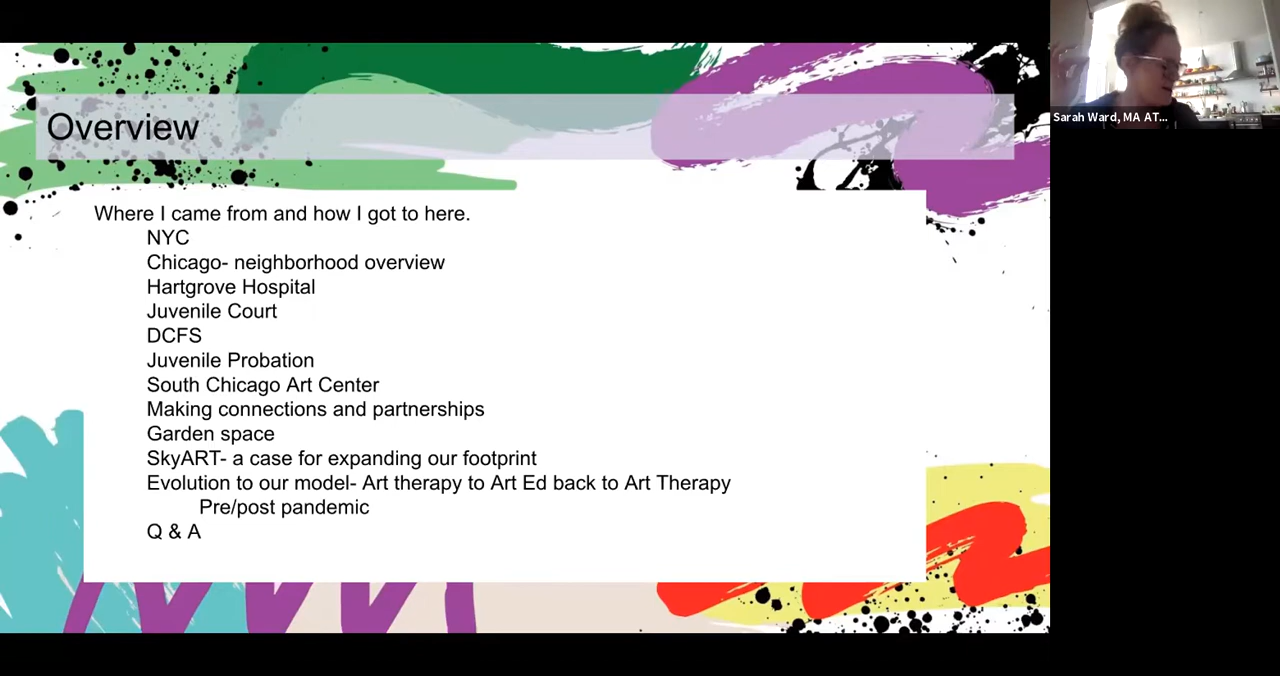 Overview
Sarah Ward, MA AT...
Where I came from and how I got to here.
NYC
Chicago- neighborhood overview
Hartgrove Hospital
Juvenile Court
DCFS
Juvenile Probation
South Chicago Art Center
Making connections and partnerships
Garden space
SkyART- a case for expanding our footprint
Evolution to our model- Art therapy to Art Ed back to Art Therapy
Pre/post pandemic
Q & A